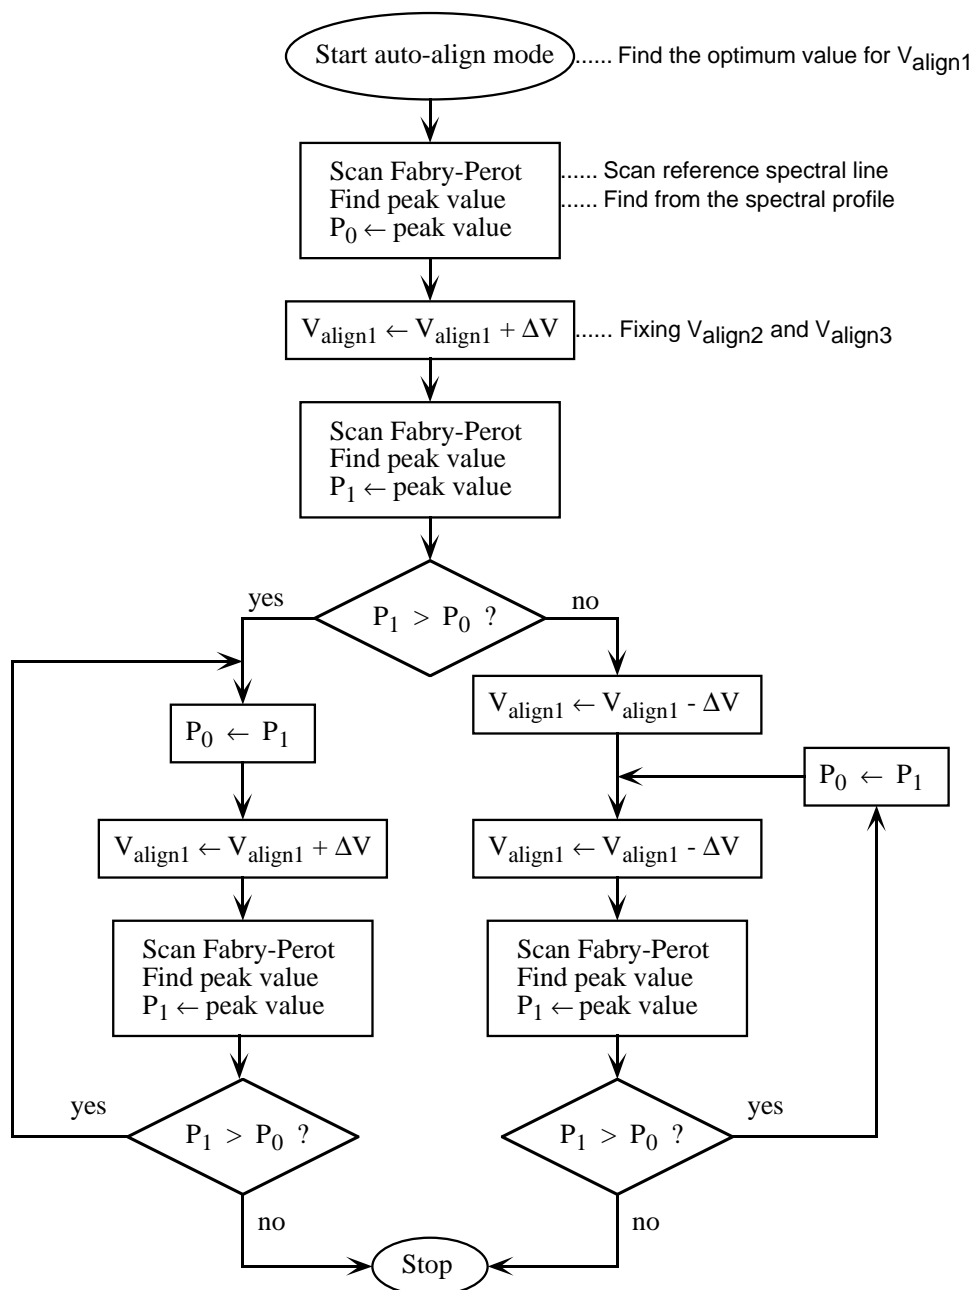 Start auto-align mode ...... Find the optimum value for Valign1
Scan Fabry-Perot ...... Scan reference spectral line
Find peak value ...... Find from the spectral profile
P0 ← peak value
Valign1 ← Valign1 + ΔV ...... Fixing Valign2 and Valign3
Scan Fabry-Perot
Find peak value
P1 ← peak value
P1 > P0 ?
yes
no
P0 ← P1
Valign1 ← Valign1 + ΔV
Scan Fabry-Perot
Find peak value
P1 ← peak value
P1 > P0 ?
yes
no
Valign1 ← Valign1 - ΔV
P0 ← P1
Valign1 ← Valign1 - ΔV
Scan Fabry-Perot
Find peak value
P1 ← peak value
P1 > P0 ?
yes
no
Stop